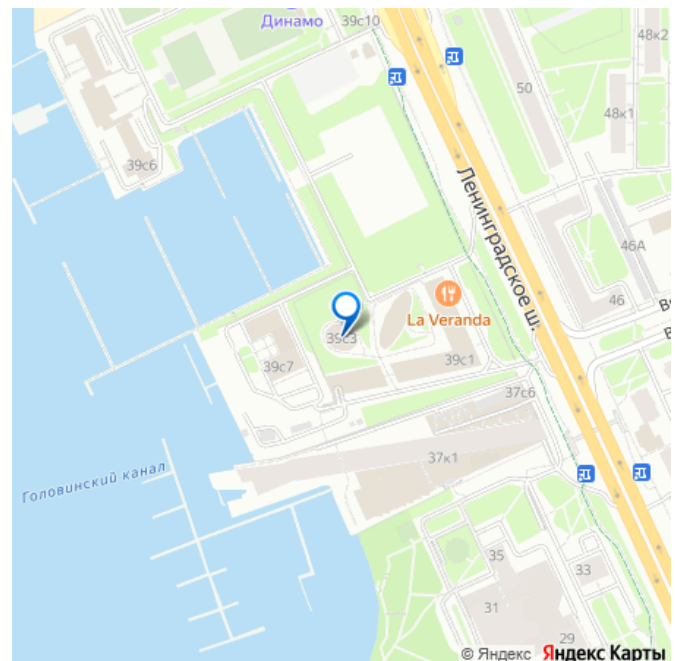 Динамо
39с10
48к2
50
48к1
39с6
Ленинградское ш.
46А
46
В
La Veranda
39с3
39с7
39с1
В
37с6
37к1
Головинский канал
35
33
31
29
© Яндекс Яндекс Карты